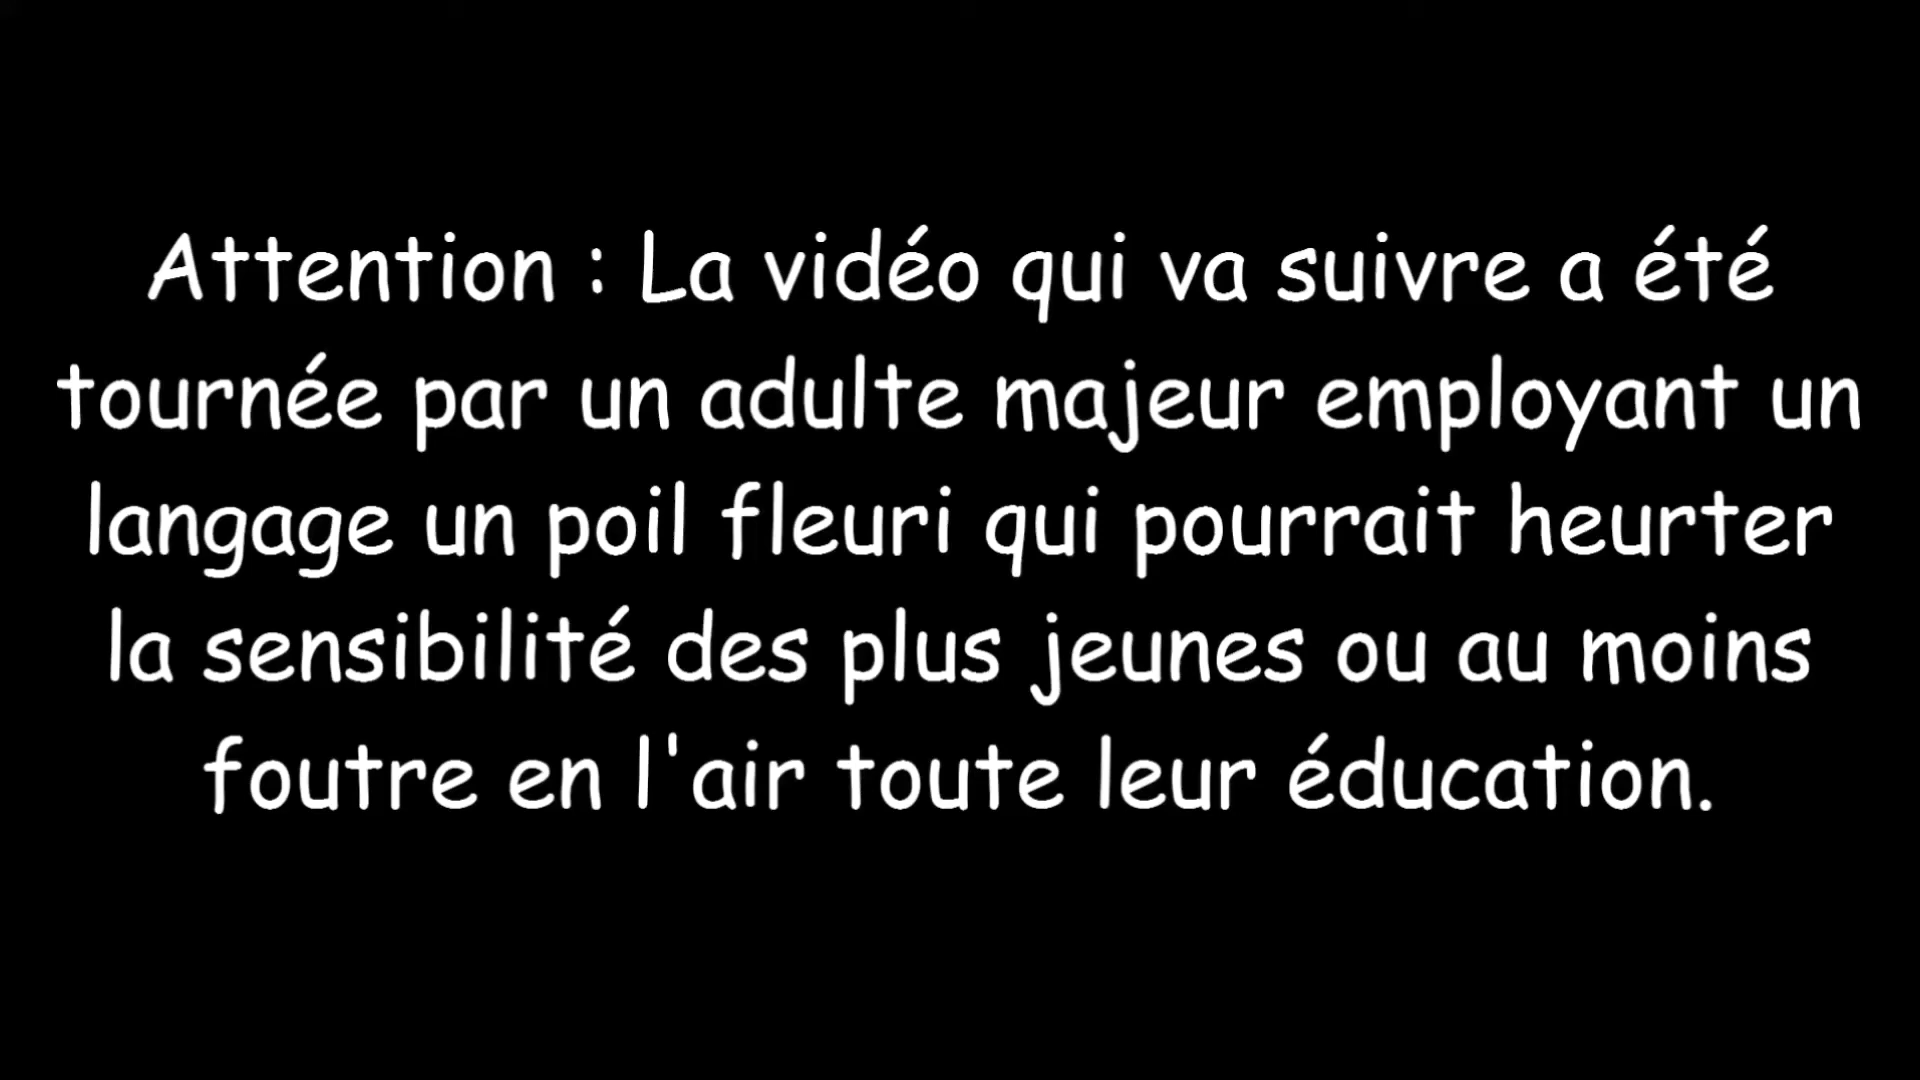 Attention : La vidéo qui va suivre a été
tournée par un adulte majeur employant un
langage un poil fleuri qui pourrait heurter
la sensibilité des plus jeunes ou au moins
foutre en l'air toute leur éducation.